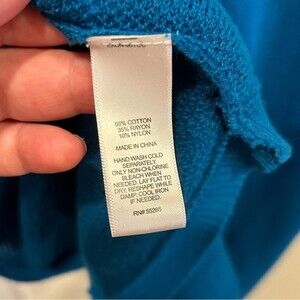 55% COTTON
35% RAYON
10% NYLON
MADE IN CHINA
HAND WASH COLD
SEPARATELY.
ONLY NON-CHLORINE
BLEACH WHEN
NEEDED. LAY FLAT TO
DRY. RESHAPE WHILE
DAMP. COOL IRON
IF NEEDED.
RN# 55285